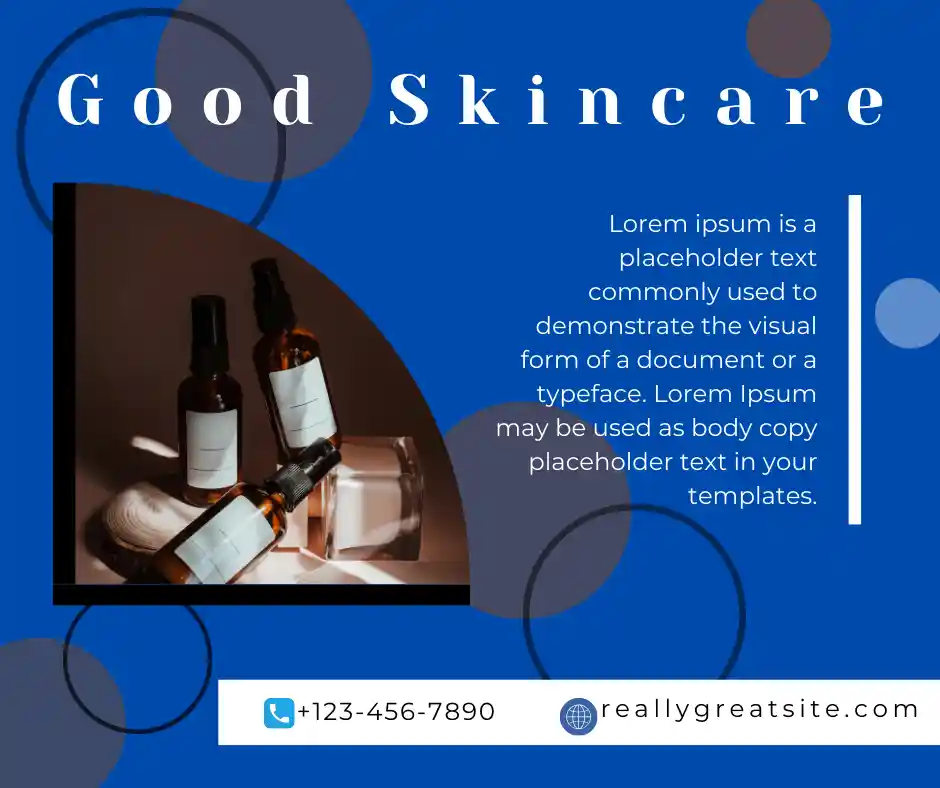 Good Skincare
Lorem ipsum is a
placeholder text
commonly used to
demonstrate the visual
form of a document or a
typeface. Lorem Ipsum
may be used as body copy
placeholder text in your
templates.
+123-456-7890
reallygreatsite.com